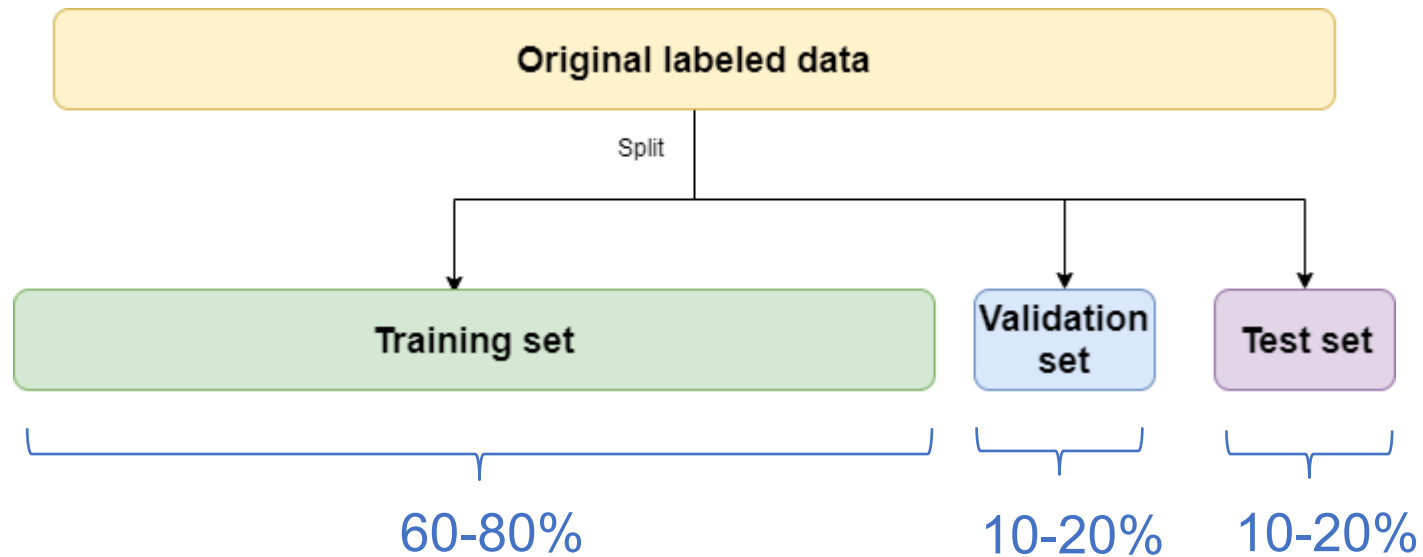 Original labeled data
Split
Training set
Validation
set
Test set
60-80%
10-20%
10-20%